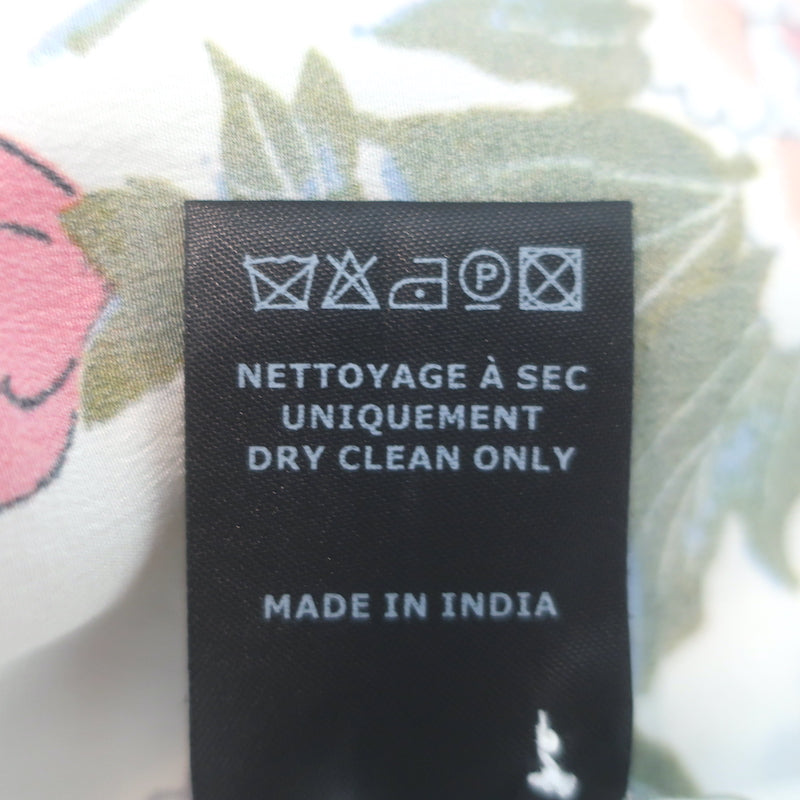 P
NETTOYAGE À SEC
UNIQUEMENT
DRY CLEAN ONLY
MADE IN INDIA